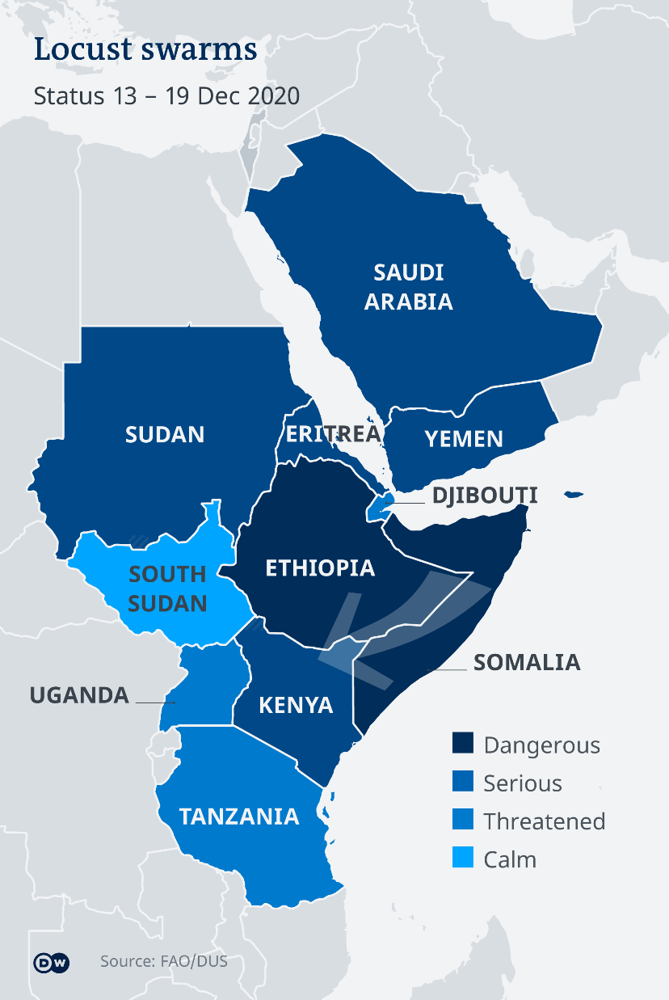 Locust swarms
Status 13 – 19 Dec 2020
SAUDI
ARABIA
SUDAN
ERITREA
YEMEN
DJIBOUTI
ETHIOPIA
SOUTH
SUDAN
SOMALIA
UGANDA
KENYA
Dangerous
Serious
Threatened
Calm
TANZANIA
DW
Source: FAO/DUS